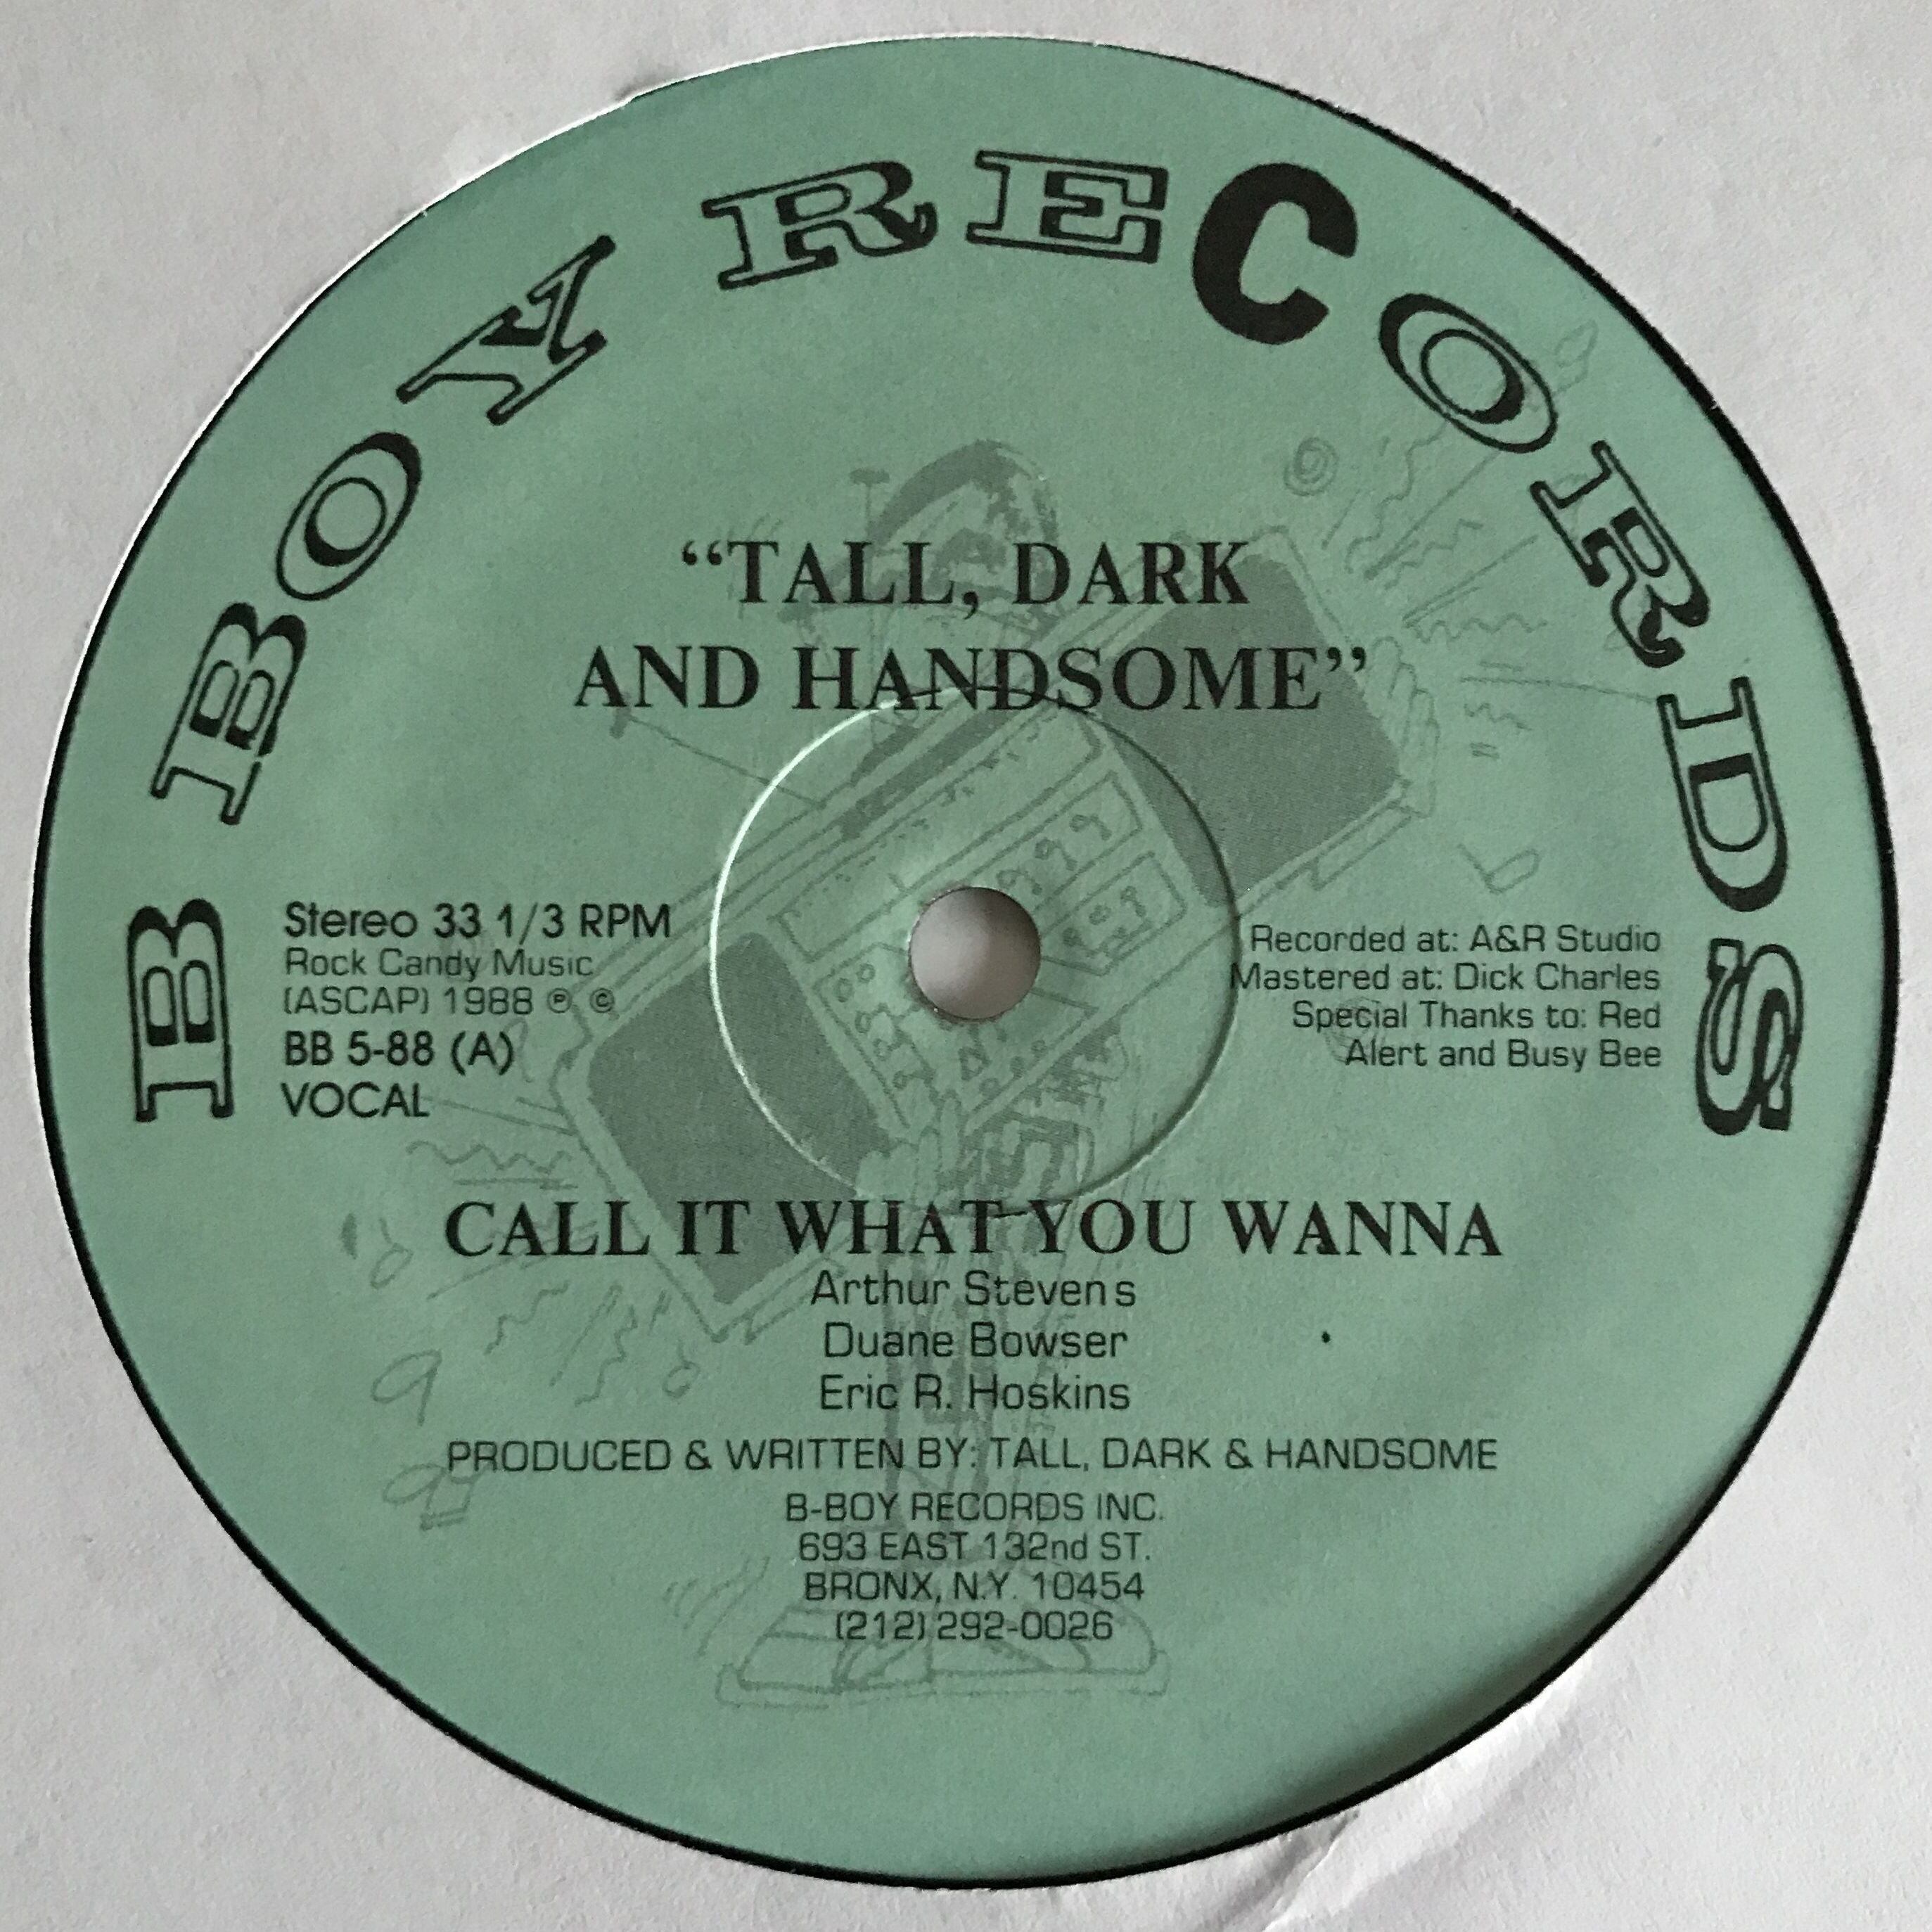 B BOY RECORDS
“TALL, DARK
AND HANDSOME”
Stereo 33 1/3 RPM
Rock Candy Music
(ASCAP) 1988 ℗ ©
BB 5-88 (A)
VOCAL
Recorded at: A&R Studio
Mastered at: Dick Charles
Special Thanks to: Red
Alert and Busy Bee
CALL IT WHAT YOU WANNA
Arthur Stevens
Duane Bowser
Eric R. Hoskins
PRODUCED & WRITTEN BY: TALL, DARK & HANDSOME
B-BOY RECORDS INC.
693 EAST 132nd ST.
BRONX, N.Y. 10454
(212) 292-0026